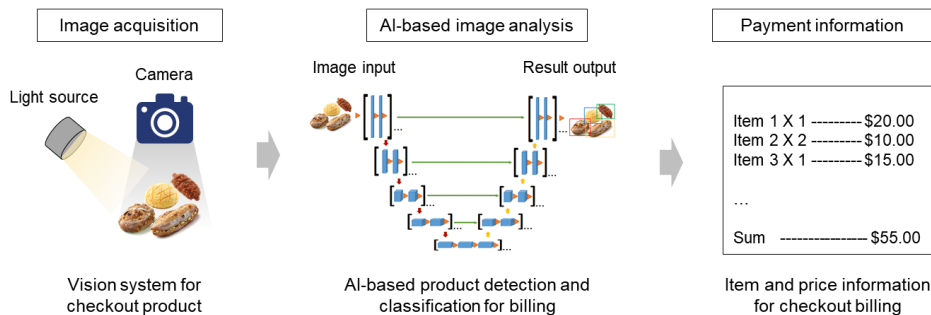 Image acquisition
AI-based image analysis
Payment information
Camera
Light source
Image input
Result output
...
...
...
...
...
...
...
...
...
Item 1 X 1 --------- $20.00
Item 2 X 2 --------- $10.00
Item 3 X 1 --------- $15.00
...
Sum ---------------- $55.00
Vision system for
checkout product
AI-based product detection and
classification for billing
Item and price information
for checkout billing